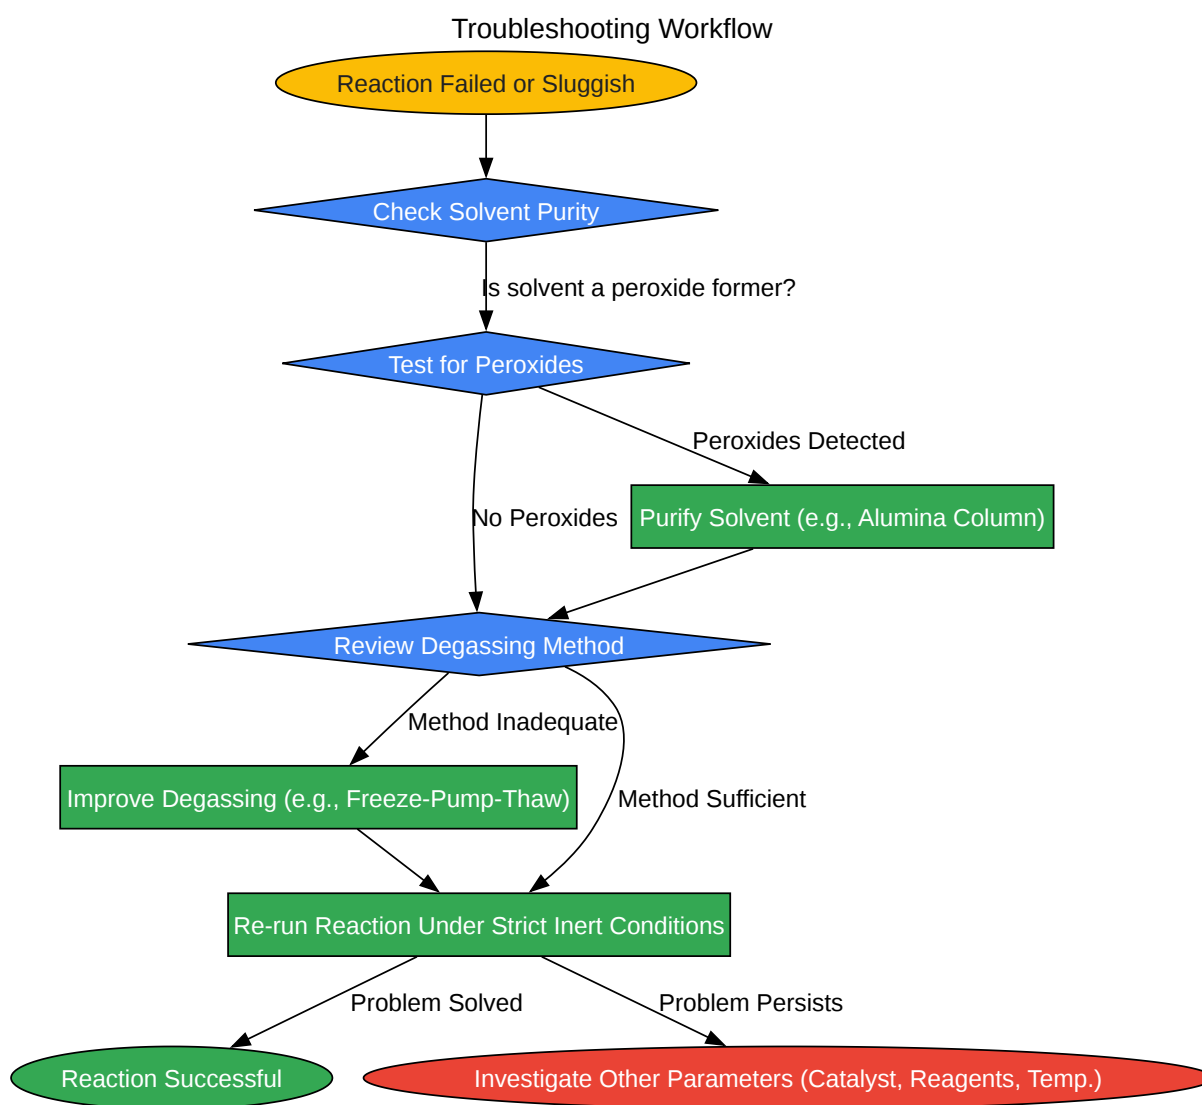 Troubleshooting Workflow
Reaction Failed or Sluggish
Check Solvent Purity
Is solvent a peroxide former?
Test for Peroxides
Peroxides Detected
No Peroxides
Purify Solvent (e.g., Alumina Column)
Review Degassing Method
Method Inadequate
Improve Degassing (e.g., Freeze-Pump-Thaw)
Method Sufficient
Re-run Reaction Under Strict Inert Conditions
Problem Solved
Problem Persists
Reaction Successful
Investigate Other Parameters (Catalyst, Reagents, Temp.)